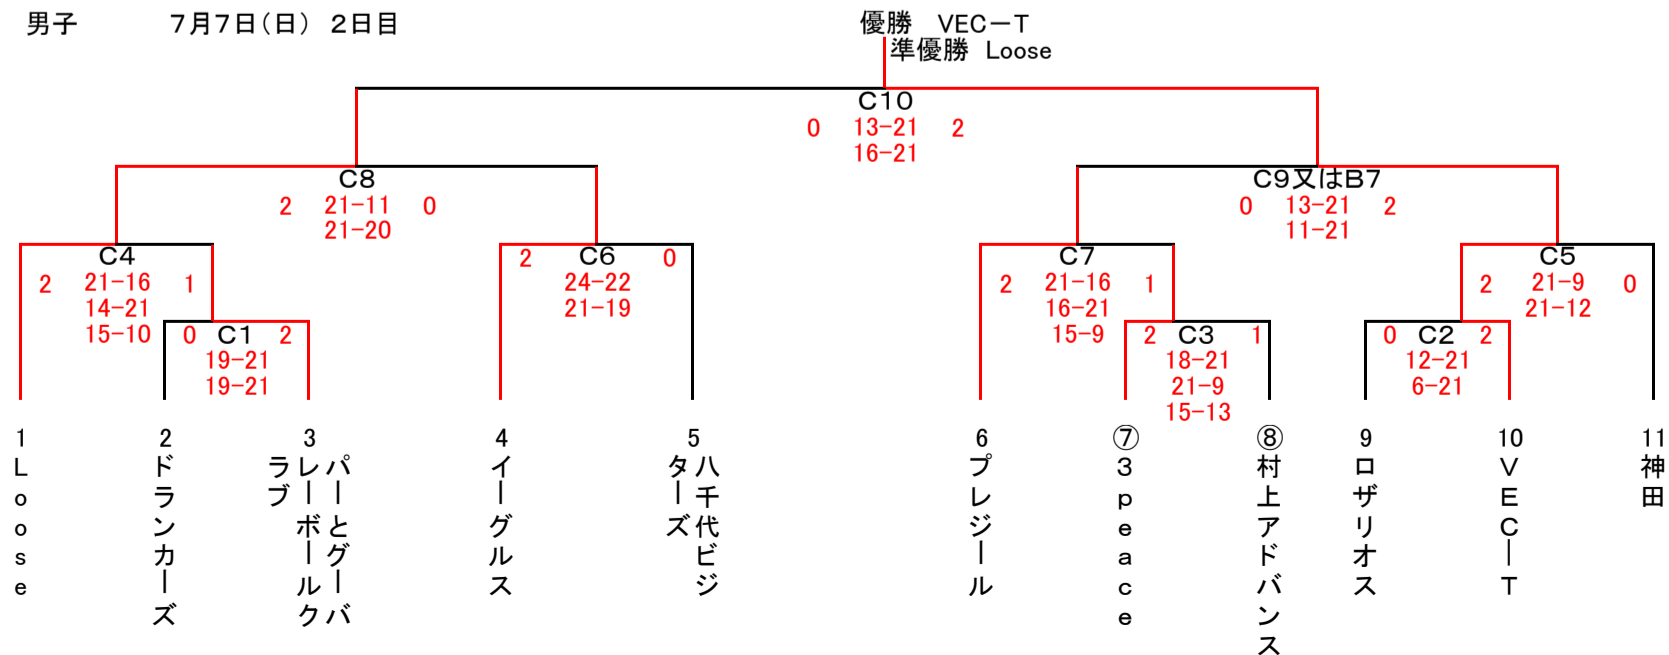 男子 7月7日(日) 2日目
優勝 VEC－T
準優勝 Loose
C10
0 13-21 2
16-21
C8
2 21-11 0
21-20
C9又はB7
0 13-21 2
11-21
C4
2 21-16 1
14-21
15-10
C6
2 24-22 0
21-19
C7
2 21-16 1
16-21
15-9
C5
2 21-9 0
21-12
C1
0 19-21 2
19-21
C3
2 18-21 1
21-9
15-13
C2
0 12-21 2
6-21
1
Loose
2
ドランカーズ
3
パーとグーバ
レーボールク
ラブ
4
イーグルス
5
八千代ビジ
ターズ
6
プレジール
⑦
3peace
⑧
村上アドバンス
9
ロザリオス
10
VEC－T
11
神田